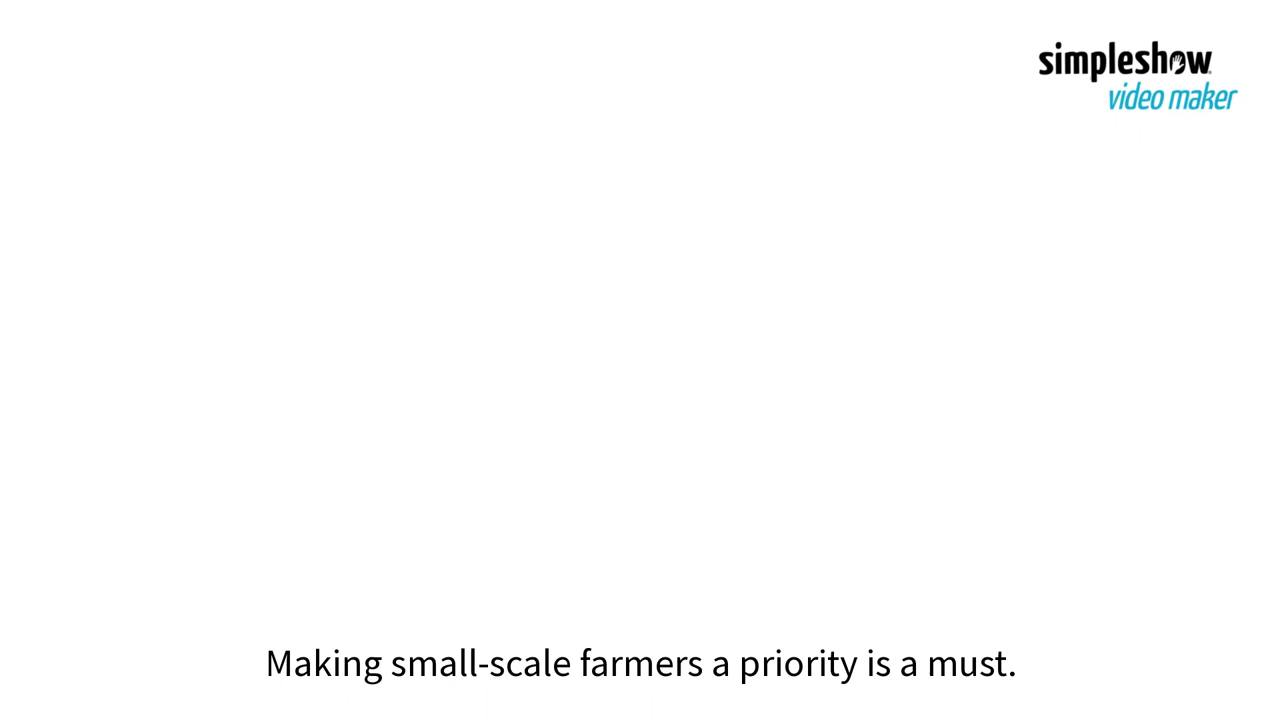 simpleshow
video maker
Making small-scale farmers a priority is a must.